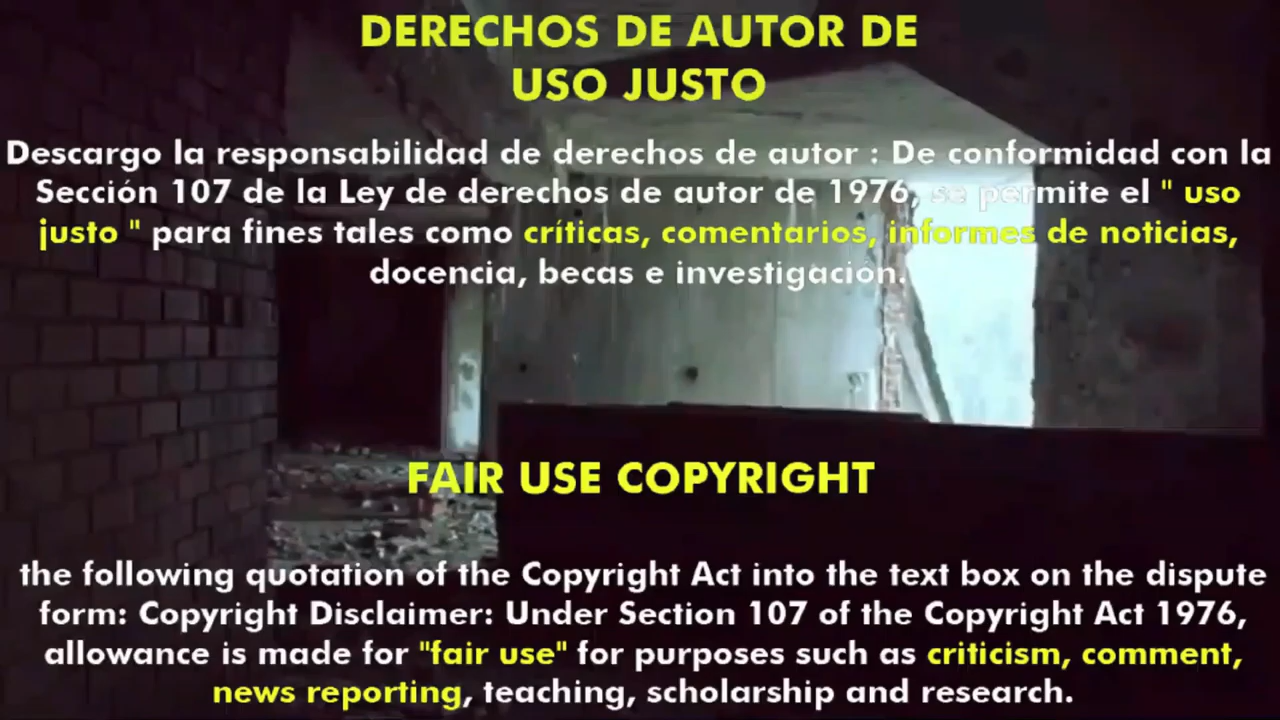 DERECHOS DE AUTOR DE
USO JUSTO
Descargo la responsabilidad de derechos de autor : De conformidad con la
Sección 107 de la Ley de derechos de autor de 1976, se permite el " uso
justo " para fines tales como críticas, comentarios, informes de noticias,
docencia, becas e investigación.
FAIR USE COPYRIGHT
the following quotation of the Copyright Act into the text box on the dispute
form: Copyright Disclaimer: Under Section 107 of the Copyright Act 1976,
allowance is made for "fair use" for purposes such as criticism, comment,
news reporting, teaching, scholarship and research.